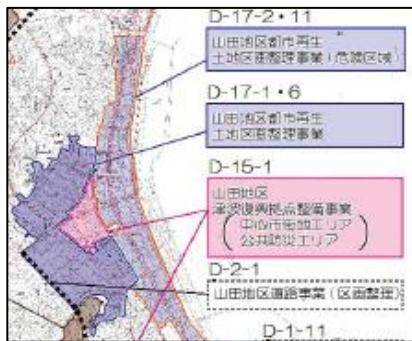 D-17-2・11
山田地区都市再生
土地区画整理事業(危険区域)
D-17-1・6
山田地区都市再生
土地区画整理事業
D-15-1
山田地区
津波復興拠点整備事業
(中心市街地エリア
公共防災エリア)
D-2-1
山田地区道路事業(区画整理)
D-1-11